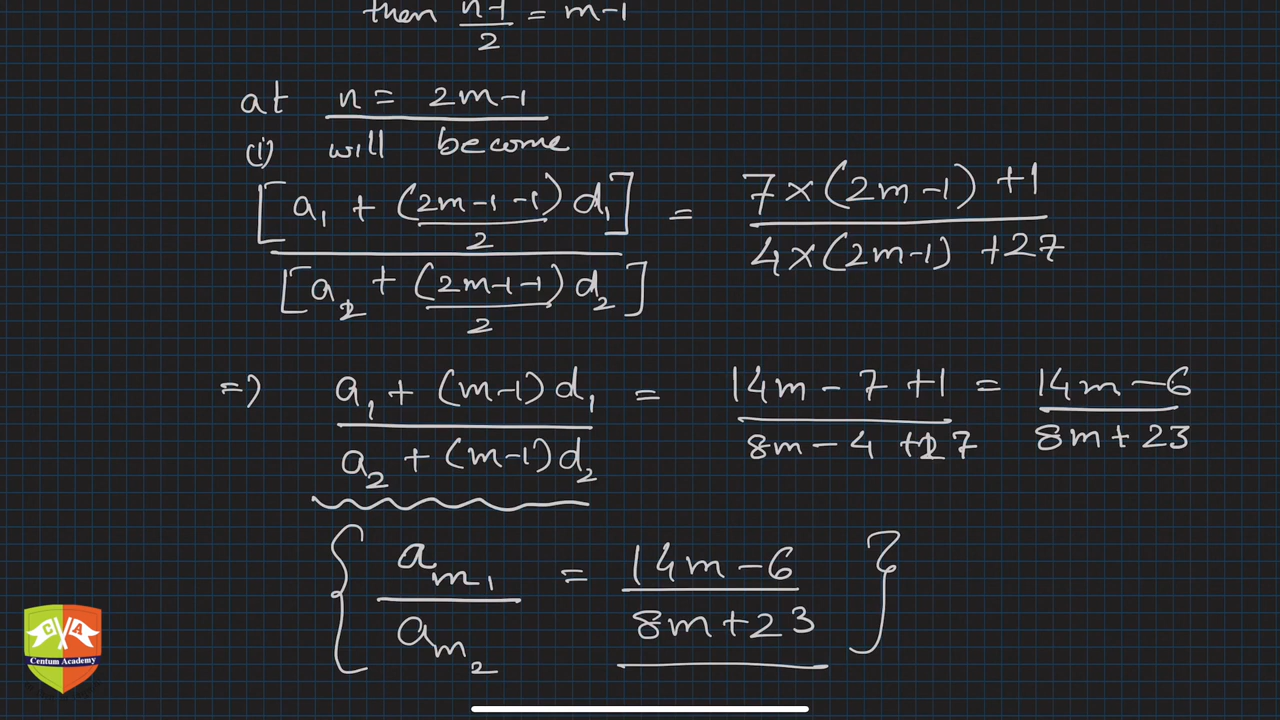 then (n-1)/2 = m-1
at n = 2m-1
(i) will become
[a₁ + (2m-1-1)/2 d₁] / [a₂ + (2m-1-1)/2 d₂] = (7×(2m-1) +1) / (4×(2m-1) +27)
=> (a₁ + (m-1)d₁) / (a₂ + (m-1)d₂) = (14m-7+1) / (8m-4+27) = (14m-6) / (8m+23)
{ a_m₁ / a_m₂ = (14m-6) / (8m+23) }
C A
Centum Academy